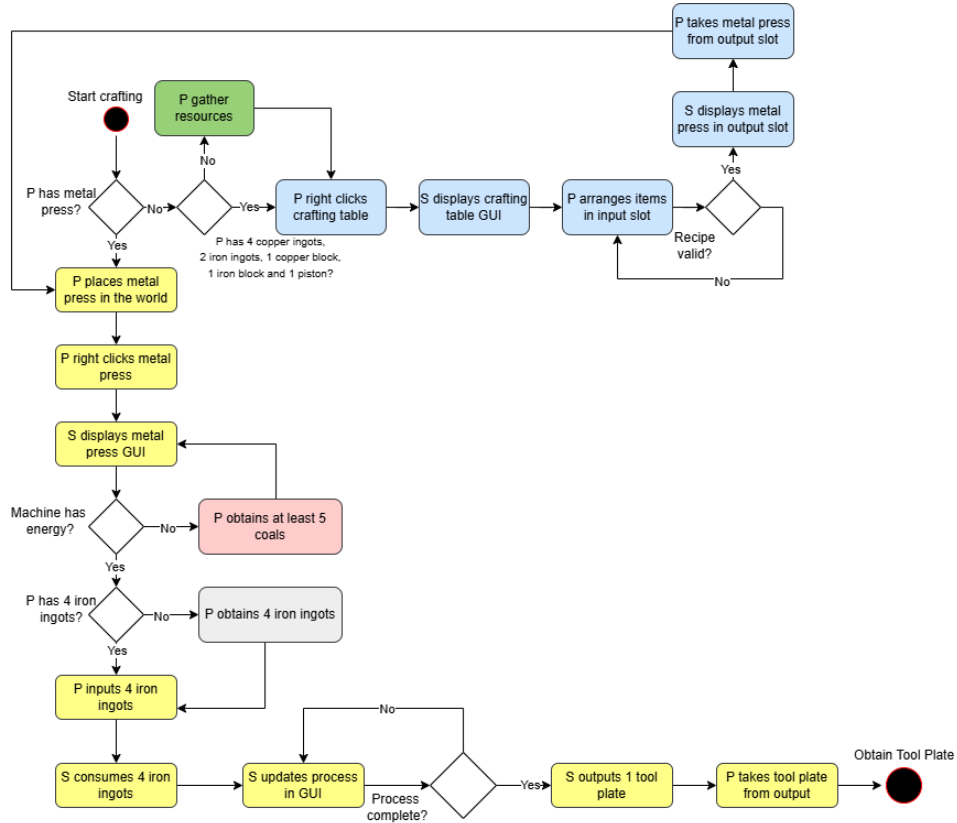 P takes metal press
from output slot
Start crafting
P gather
resources
S displays metal
press in output slot
No
Yes
P has metal
press?
No
Yes
P right clicks
crafting table
S displays crafting
table GUI
P arranges items
in input slot
Recipe
valid?
No
P has 4 copper ingots,
2 iron ingots, 1 copper block,
1 iron block and 1 piston?
Yes
P places metal
press in the world
P right clicks metal
press
S displays metal
press GUI
Machine has
energy?
No
P obtains at least 5
coals
Yes
P has 4 iron
ingots?
No
P obtains 4 iron ingots
Yes
P inputs 4 iron
ingots
No
S consumes 4 iron
ingots
S updates process
in GUI
Process
complete?
Yes
S outputs 1 tool
plate
P takes tool plate
from output
Obtain Tool Plate